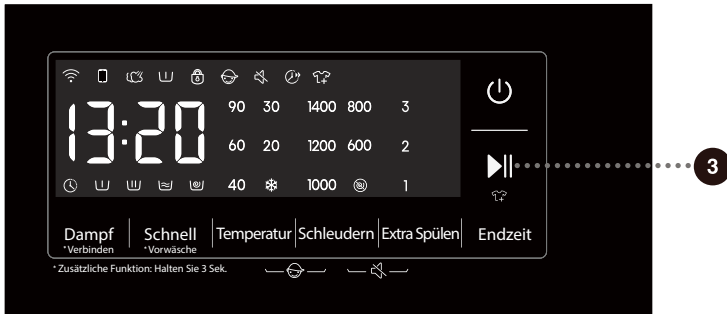 13:20
90 30 1400 800 3
60 20 1200 600 2
40 1000 1
3
Dampf Schnell Temperatur Schleudern Extra Spülen Endzeit
*Verbinden *Vorwäsche
*Zusätzliche Funktion: Halten Sie 3 Sek.